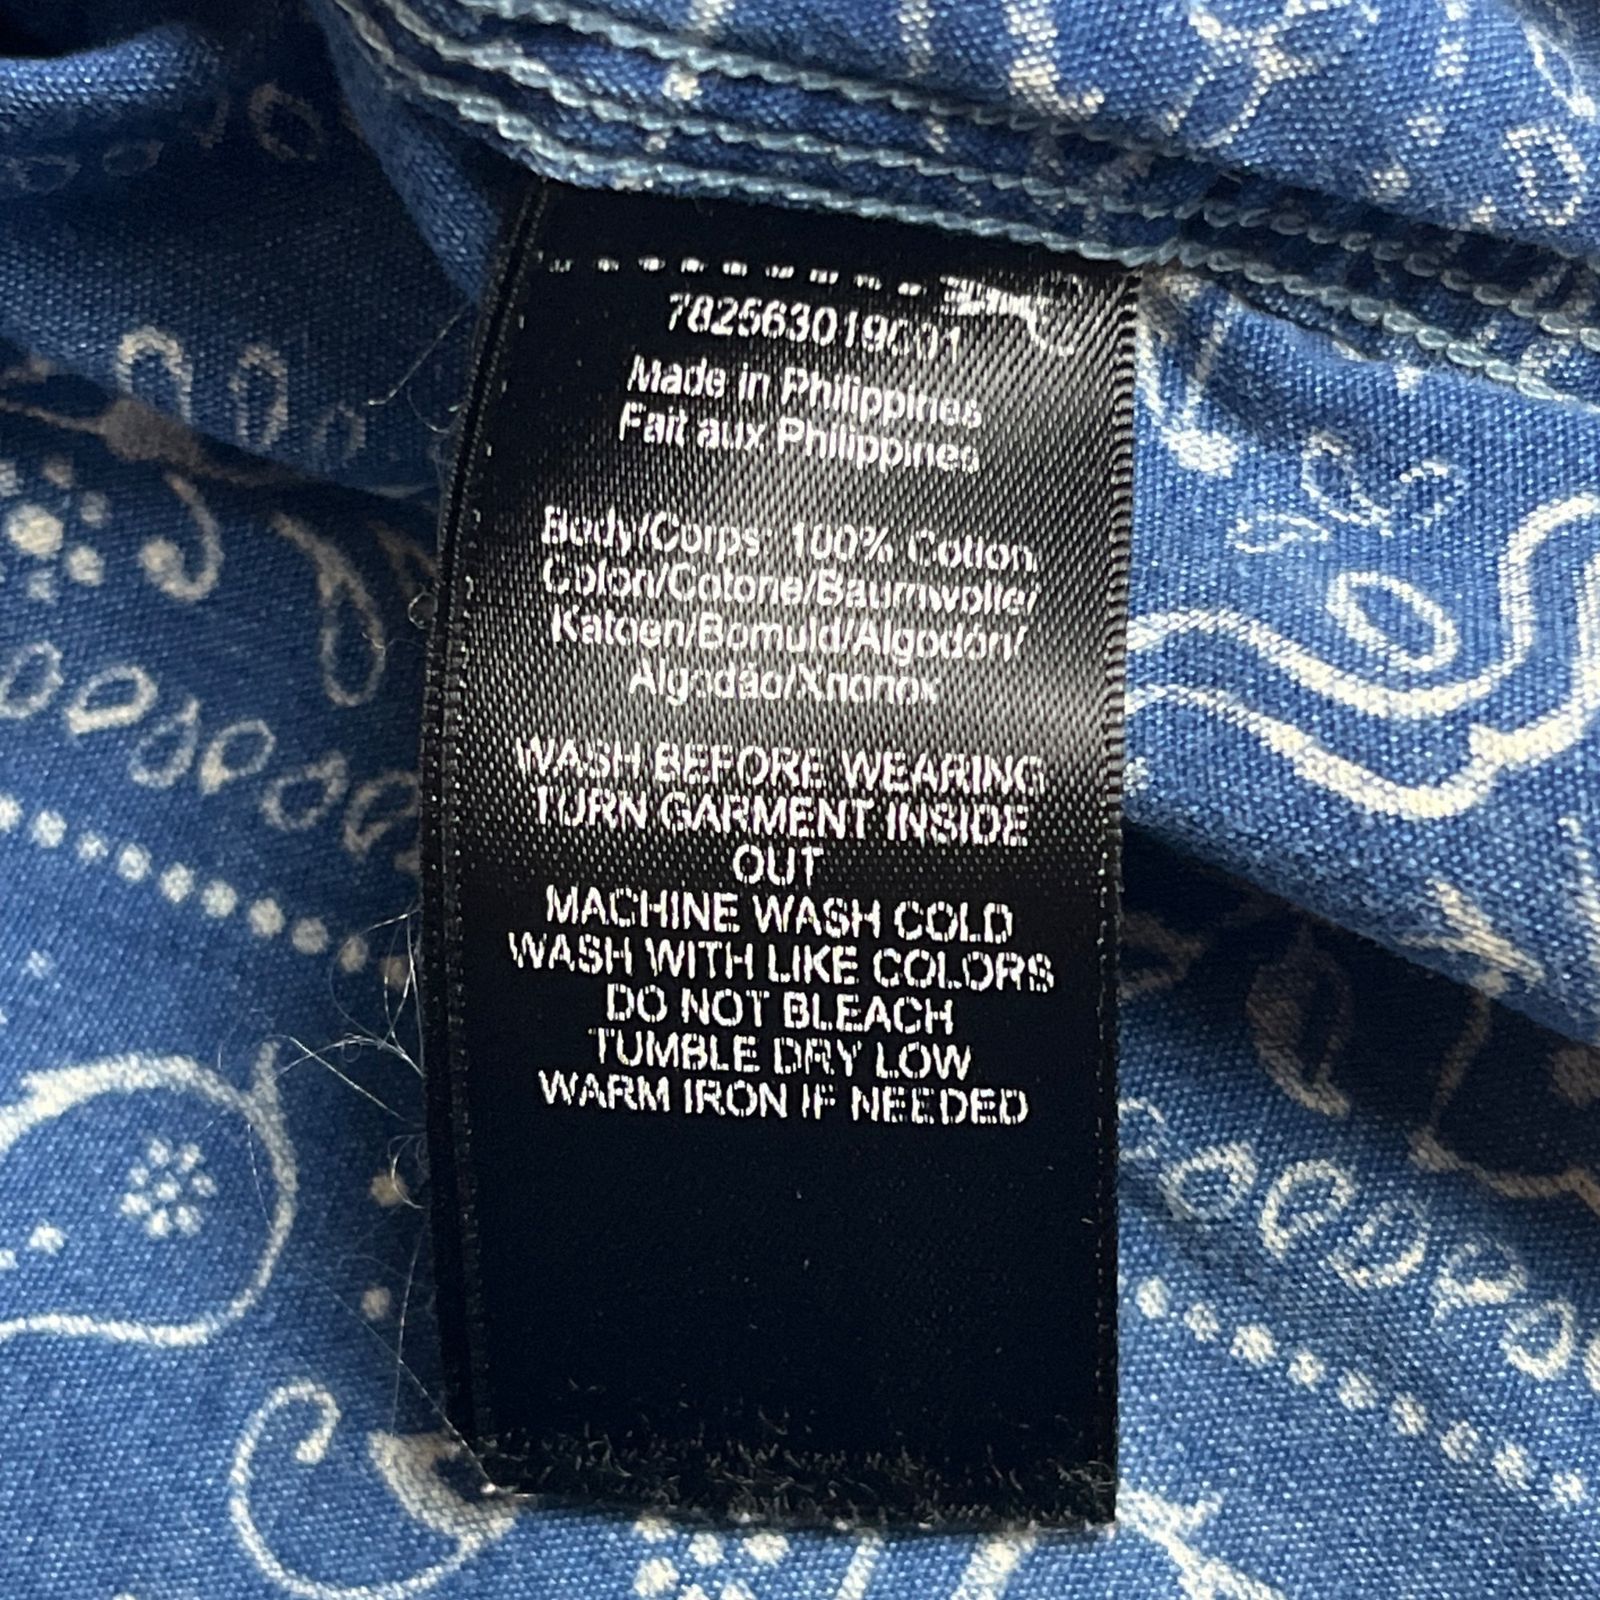 782563019001
Made in Philippines
Fait aux Philippines
Body/Corps 100% Cotton
Coton/Cotone/Baumwolle/
Katoen/Bomuld/Algodón/
Algodão/Хлопок
WASH BEFORE WEARING
TURN GARMENT INSIDE
OUT
MACHINE WASH COLD
WASH WITH LIKE COLORS
DO NOT BLEACH
TUMBLE DRY LOW
WARM IRON IF NEEDED